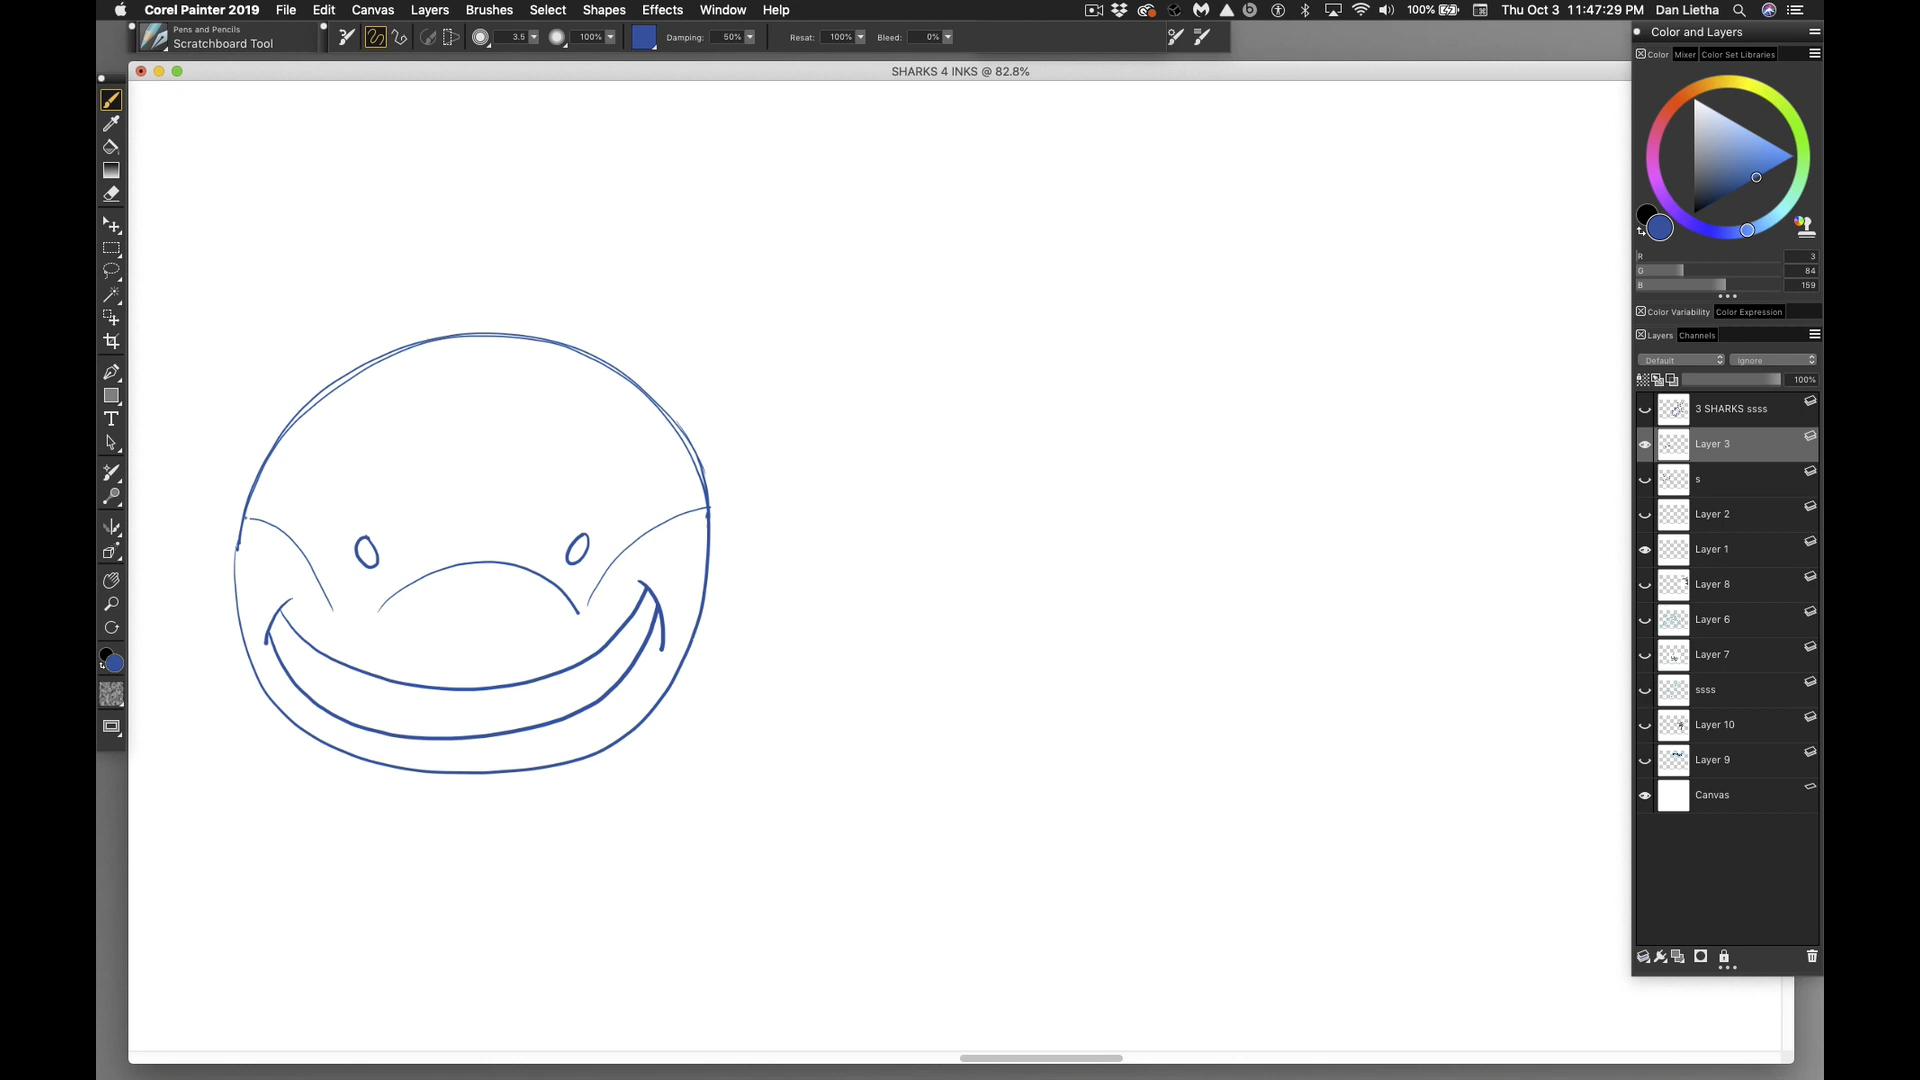 Corel Painter 2019 File Edit Canvas Layers Brushes Select Shapes Effects Window Help 100% Thu Oct 3 11:47:29 PM Dan Lietha
Pens and Pencils
Scratchboard Tool
3.5 100% Damping: 50% Resat: 100% Bleed: 0%
SHARKS 4 INKS @ 82.8%
Color and Layers
Color Mixer Color Set Libraries
R 3
G 84
B 159
Color Variability Color Expression
Layers Channels
Default Ignore
100%
3 SHARKS ssss
Layer 3
s
Layer 2
Layer 1
Layer 8
Layer 6
Layer 7
ssss
Layer 10
Layer 9
Canvas